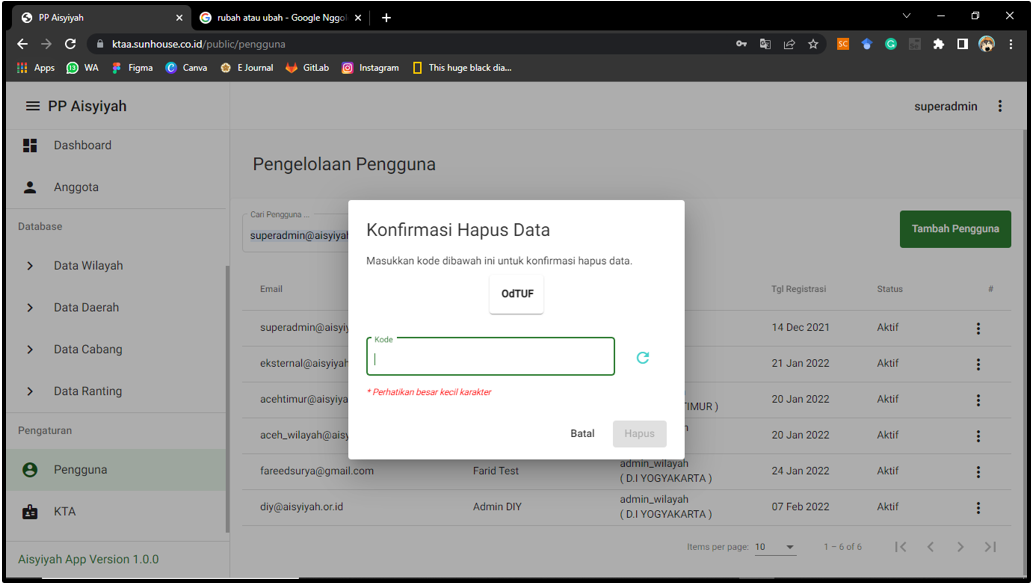 PP Aisyiyah
rubah atau ubah - Google
ktaa.sunhouse.co.id/public/pengguna
Apps WA Figma Canva E Journal GitLab Instagram This huge black dia...
PP Aisyiyah
superadmin
Dashboard
Anggota
Database
Data Wilayah
Data Daerah
Data Cabang
Data Ranting
Pengaturan
Pengguna
KTA
Aisyiyah App Version 1.0.0
Pengelolaan Pengguna
Cari Pengguna ...
superadmin@aisyiyah
Tambah Pengguna
Konfirmasi Hapus Data
Masukkan kode dibawah ini untuk konfirmasi hapus data.
OdTUF
Kode
* Perhatikan besar kecil karakter
Batal Hapus
Email Tgl Registrasi Status #
superadmin@aisyiy 14 Dec 2021 Aktif
eksternal@aisyiyah 21 Jan 2022 Aktif
acehtimur@aisyiya TIMUR ) 20 Jan 2022 Aktif
aceh_wilayah@aisy 20 Jan 2022 Aktif
fareedsurya@gmail.com Farid Test admin_wilayah
( D.I YOGYAKARTA ) 24 Jan 2022 Aktif
diy@aisyiyah.or.id Admin DIY admin_wilayah
( D.I YOGYAKARTA ) 07 Feb 2022 Aktif
Items per page: 10 1 – 6 of 6